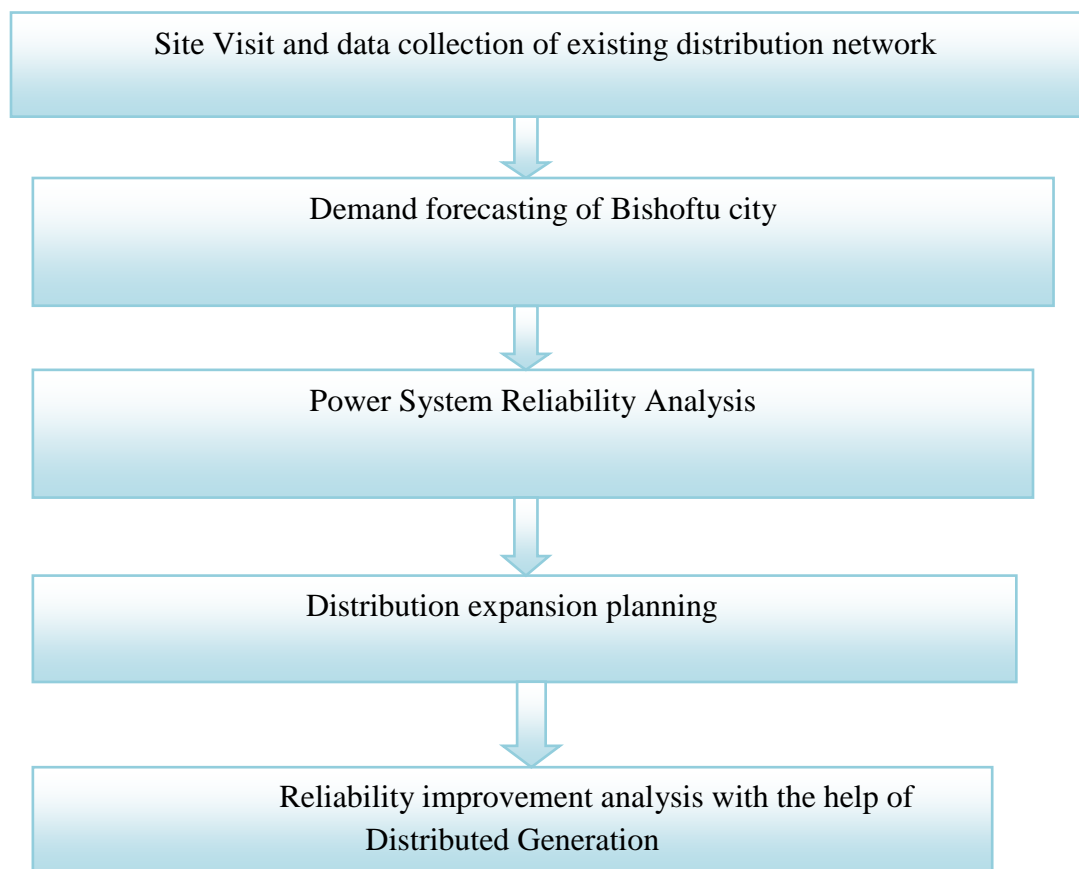 Site Visit and data collection of existing distribution network
Demand forecasting of Bishoftu city
Power System Reliability Analysis
Distribution expansion planning
Reliability improvement analysis with the help of
Distributed Generation